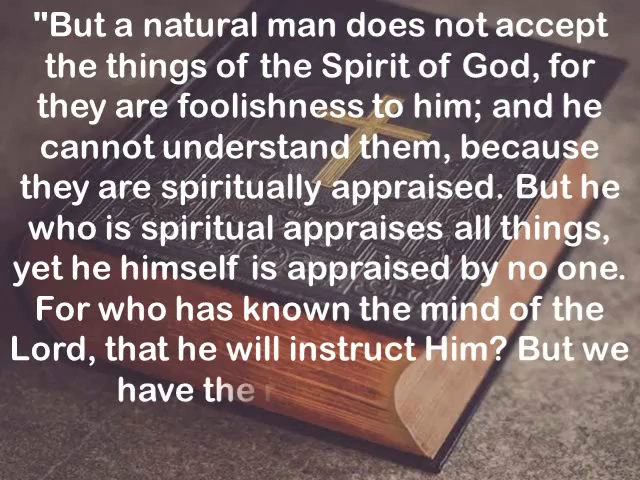 "But a natural man does not accept
the things of the Spirit of God, for
they are foolishness to him; and he
cannot understand them, because
they are spiritually appraised. But he
who is spiritual appraises all things,
yet he himself is appraised by no one.
For who has known the mind of the
Lord, that he will instruct Him? But we
have the